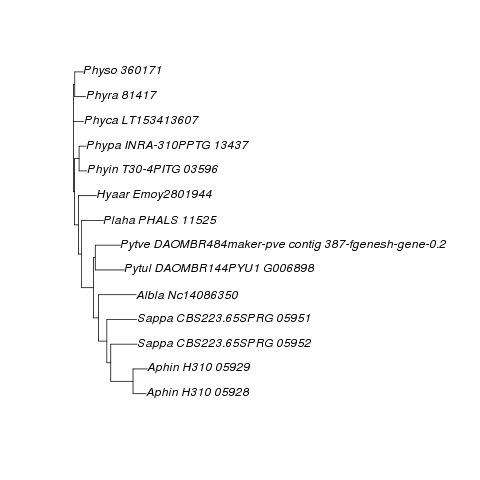 Physo 360171
Phyra 81417
Phyca LT153413607
Phypa INRA-310PPTG 13437
Phyin T30-4PITG 03596
Hyaar Emoy2801944
Plaha PHALS 11525
Pytve DAOMBR484maker-pve contig 387-fgenesh-gene-0.2
Pytul DAOMBR144PYU1 G006898
Albla Nc14086350
Sappa CBS223.65SPRG 05951
Sappa CBS223.65SPRG 05952
Aphin H310 05929
Aphin H310 05928